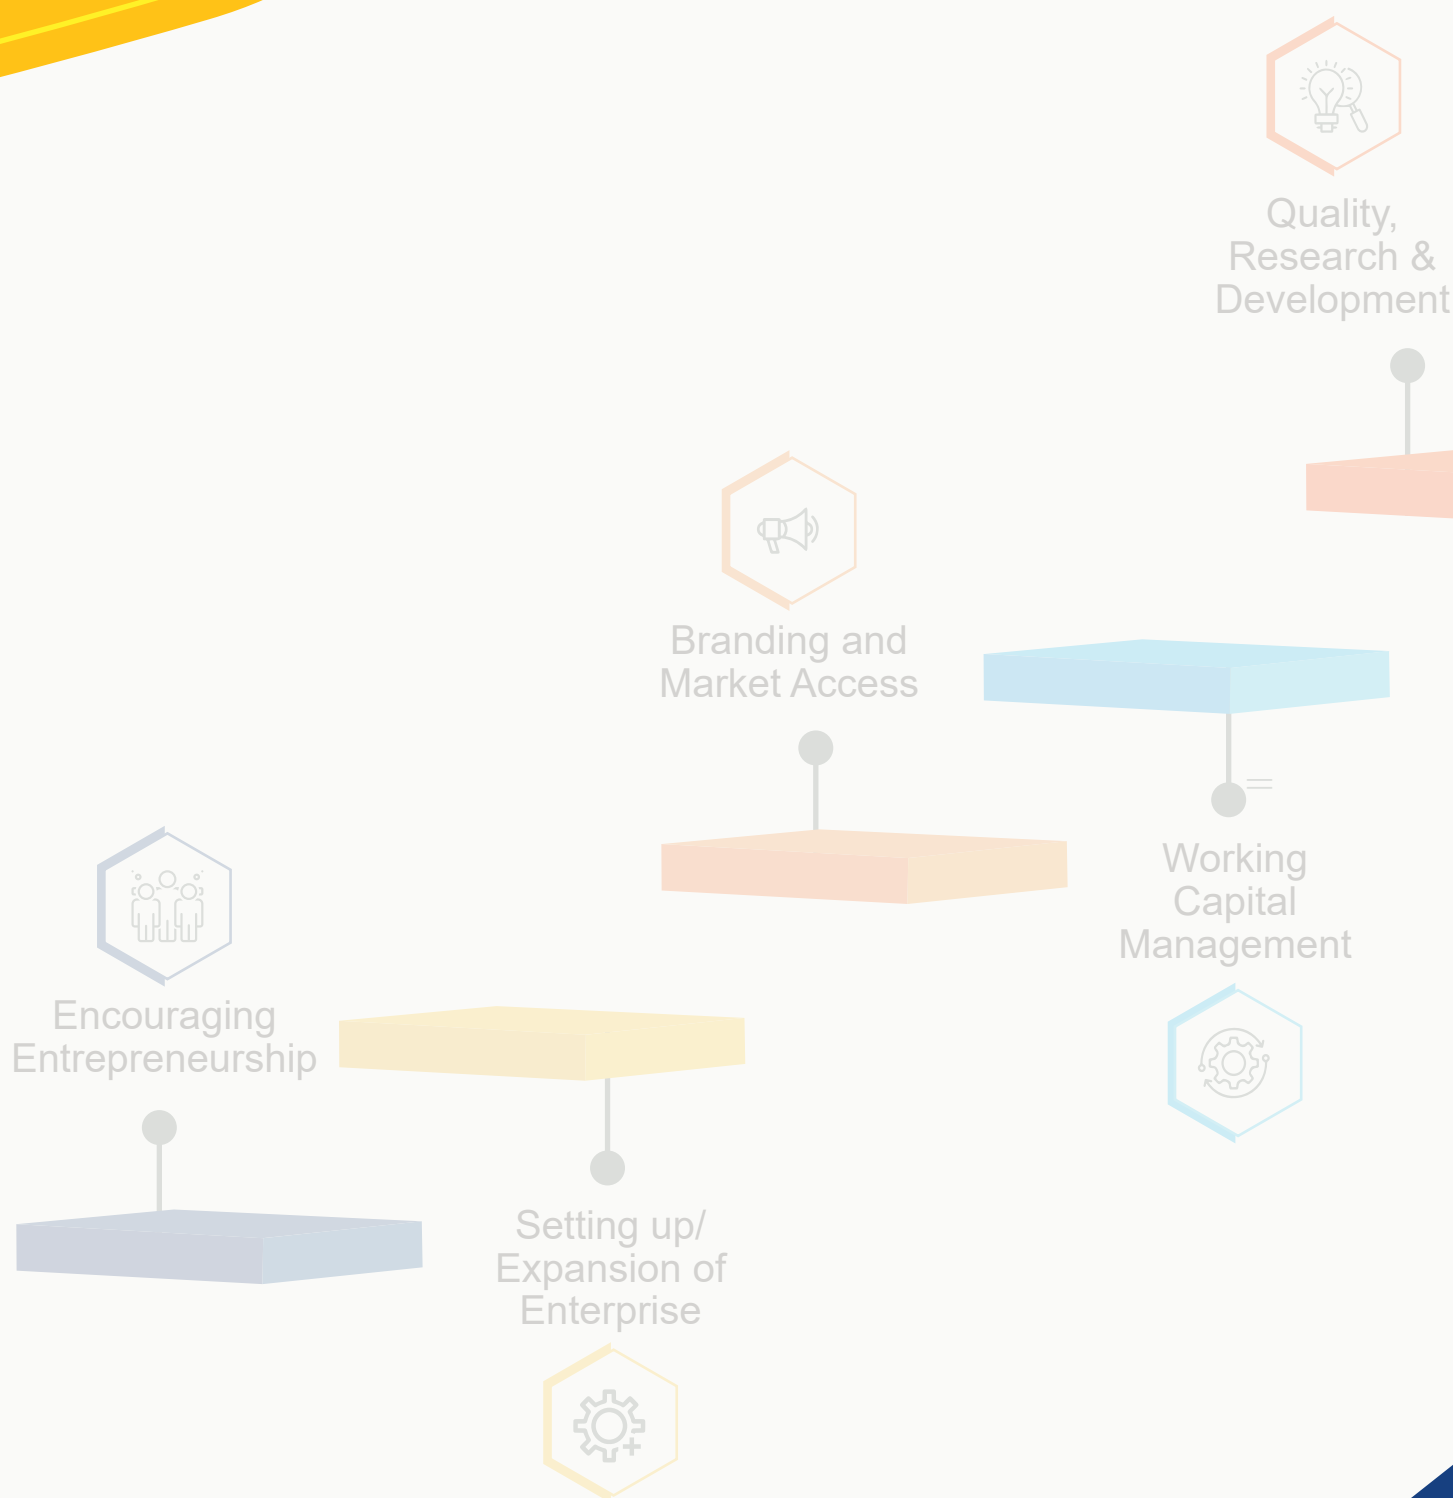 Quality,
Research &
Development
Branding and
Market Access
Working
Capital
Management
Encouraging
Entrepreneurship
Setting up/
Expansion of
Enterprise